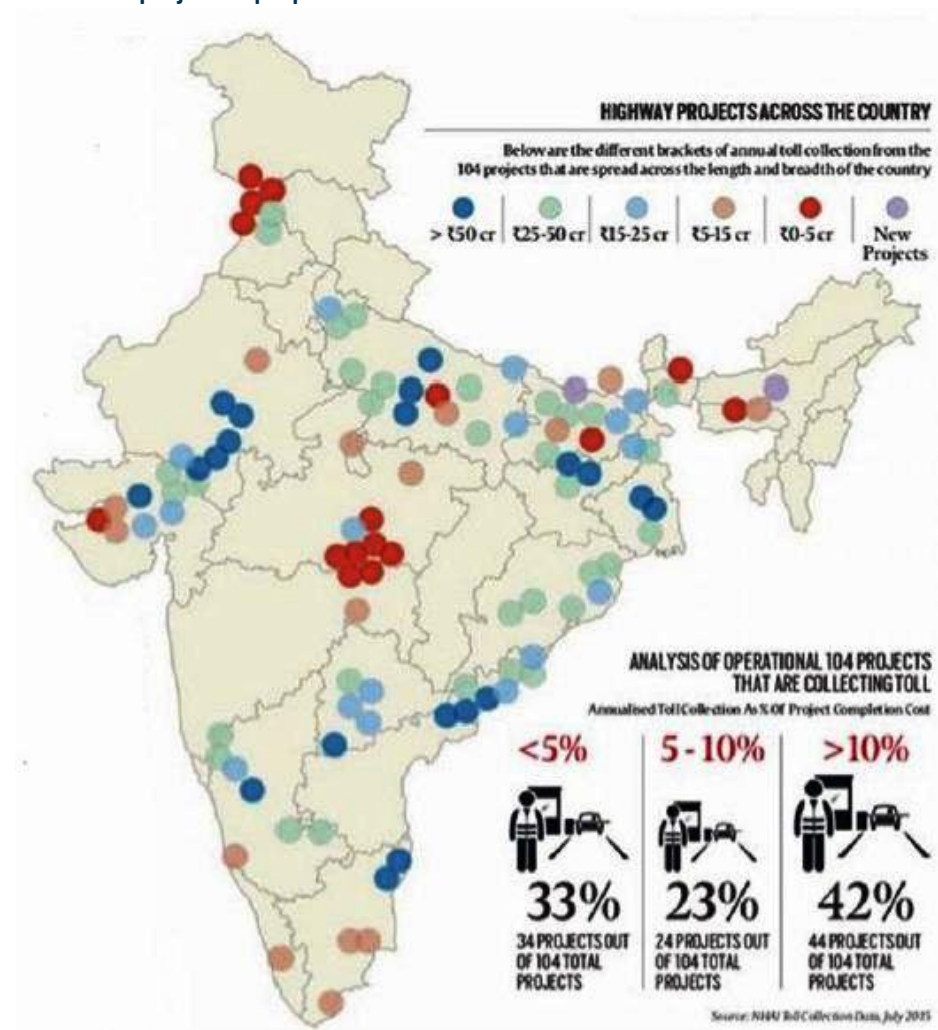 HIGHWAY PROJECTS ACROSS THE COUNTRY
Below are the different brackets of annual toll collection from the
104 projects that are spread across the length and breadth of the country
> ₹50 cr
₹25-50 cr
₹15-25 cr
₹5-15 cr
₹0-5 cr
New
Projects
ANALYSIS OF OPERATIONAL 104 PROJECTS
THAT ARE COLLECTING TOLL
Annualised Toll Collection As % Of Project Completion Cost
<5%
5 - 10%
>10%
33%
23%
42%
34 PROJECTS OUT
OF 104 TOTAL
PROJECTS
24 PROJECTS OUT
OF 104 TOTAL
PROJECTS
44 PROJECTS OUT
OF 104 TOTAL
PROJECTS
Source: NHAI Toll Collection Data, July 2015